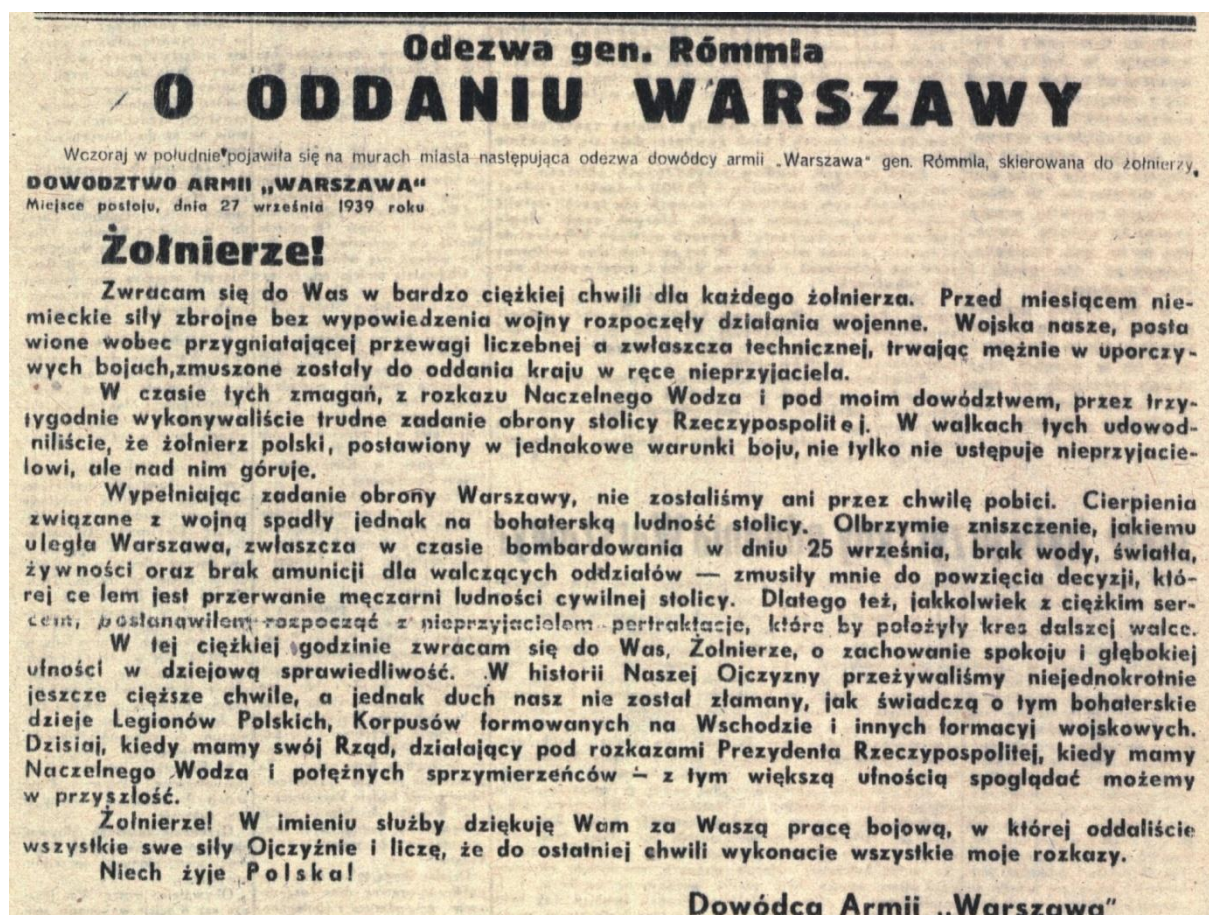 Odezwa gen. Rómmla
O ODDANIU WARSZAWY
Wczoraj w południe pojawiła się na murach miasta następująca odezwa dowódcy armii „Warszawa" gen. Rómmla, skierowana do żołnierzy.
DOWODZTWO ARMII „WARSZAWA"
Miejsce postoju, dnia 27 września 1939 roku
Żołnierze!
Zwracam się do Was w bardzo ciężkiej chwili dla każdego żołnierza. Przed miesiącem nie-
mieckie siły zbrojne bez wypowiedzenia wojny rozpoczęły działania wojenne. Wojska nasze, posta
wione wobec przygniatającej przewagi liczebnej a zwłaszcza technicznej, trwając mężnie w uporczy-
wych bojach,zmuszone zostały do oddania kraju w ręce nieprzyjaciela.
W czasie tych zmagań, z rozkazu Naczelnego Wodza i pod moim dowództwem, przez trzy-
tygodnie wykonywaliście trudne zadanie obrony stolicy Rzeczypospolitej. W walkach tych udowod-
niliście, że żołnierz polski, postawiony w jednakowe warunki boju, nie tylko nie ustępuje nieprzyjacie-
lowi, ale nad nim góruje.
Wypełniając zadanie obrony Warszawy, nie zostaliśmy ani przez chwilę pobici. Cierpienia
związane z wojną spadły jednak na bohaterską ludność stolicy. Olbrzymie zniszczenie, jakiemu
uległa Warszawa, zwłaszcza w czasie bombardowania w dniu 25 września, brak wody, światła,
żywności oraz brak amunicji dla walczących oddziałów — zmusiły mnie do powzięcia decyzji, któ-
rej ce lem jest przerwanie męczarni ludności cywilnej stolicy. Dlatego też, jakkolwiek z ciężkim ser-
cem, postanowiłem rozpocząć z nieprzyjacielem pertraktacje, które by położyły kres dalszej walce.
W tej ciężkiej godzinie zwracam się do Was, Żołnierze, o zachowanie spokoju i głębokiej
ufności w dziejową sprawiedliwość. W historii Naszej Ojczyzny przeżywaliśmy niejednokrotnie
jeszcze cięższe chwile, a jednak duch nasz nie został złamany, jak świadczą o tym bohaterskie
dzieje Legionów Polskich, Korpusów formowanych na Wschodzie i innych formacyj wojskowych.
Dzisiaj, kiedy mamy swój Rząd, działający pod rozkazami Prezydenta Rzeczypospolitej, kiedy mamy
Naczelnego Wodza i potężnych sprzymierzeńców — z tym większą ufnością spoglądać możemy
w przyszłość.
Żołnierze! W imieniu służby dziękuję Wam za Waszą pracę bojową, w której oddaliście
wszystkie swe siły Ojczyźnie i liczę, że do ostatniej chwili wykonacie wszystkie moje rozkazy.
Niech żyje Polska!
Dowódca Armii „Warszawa"